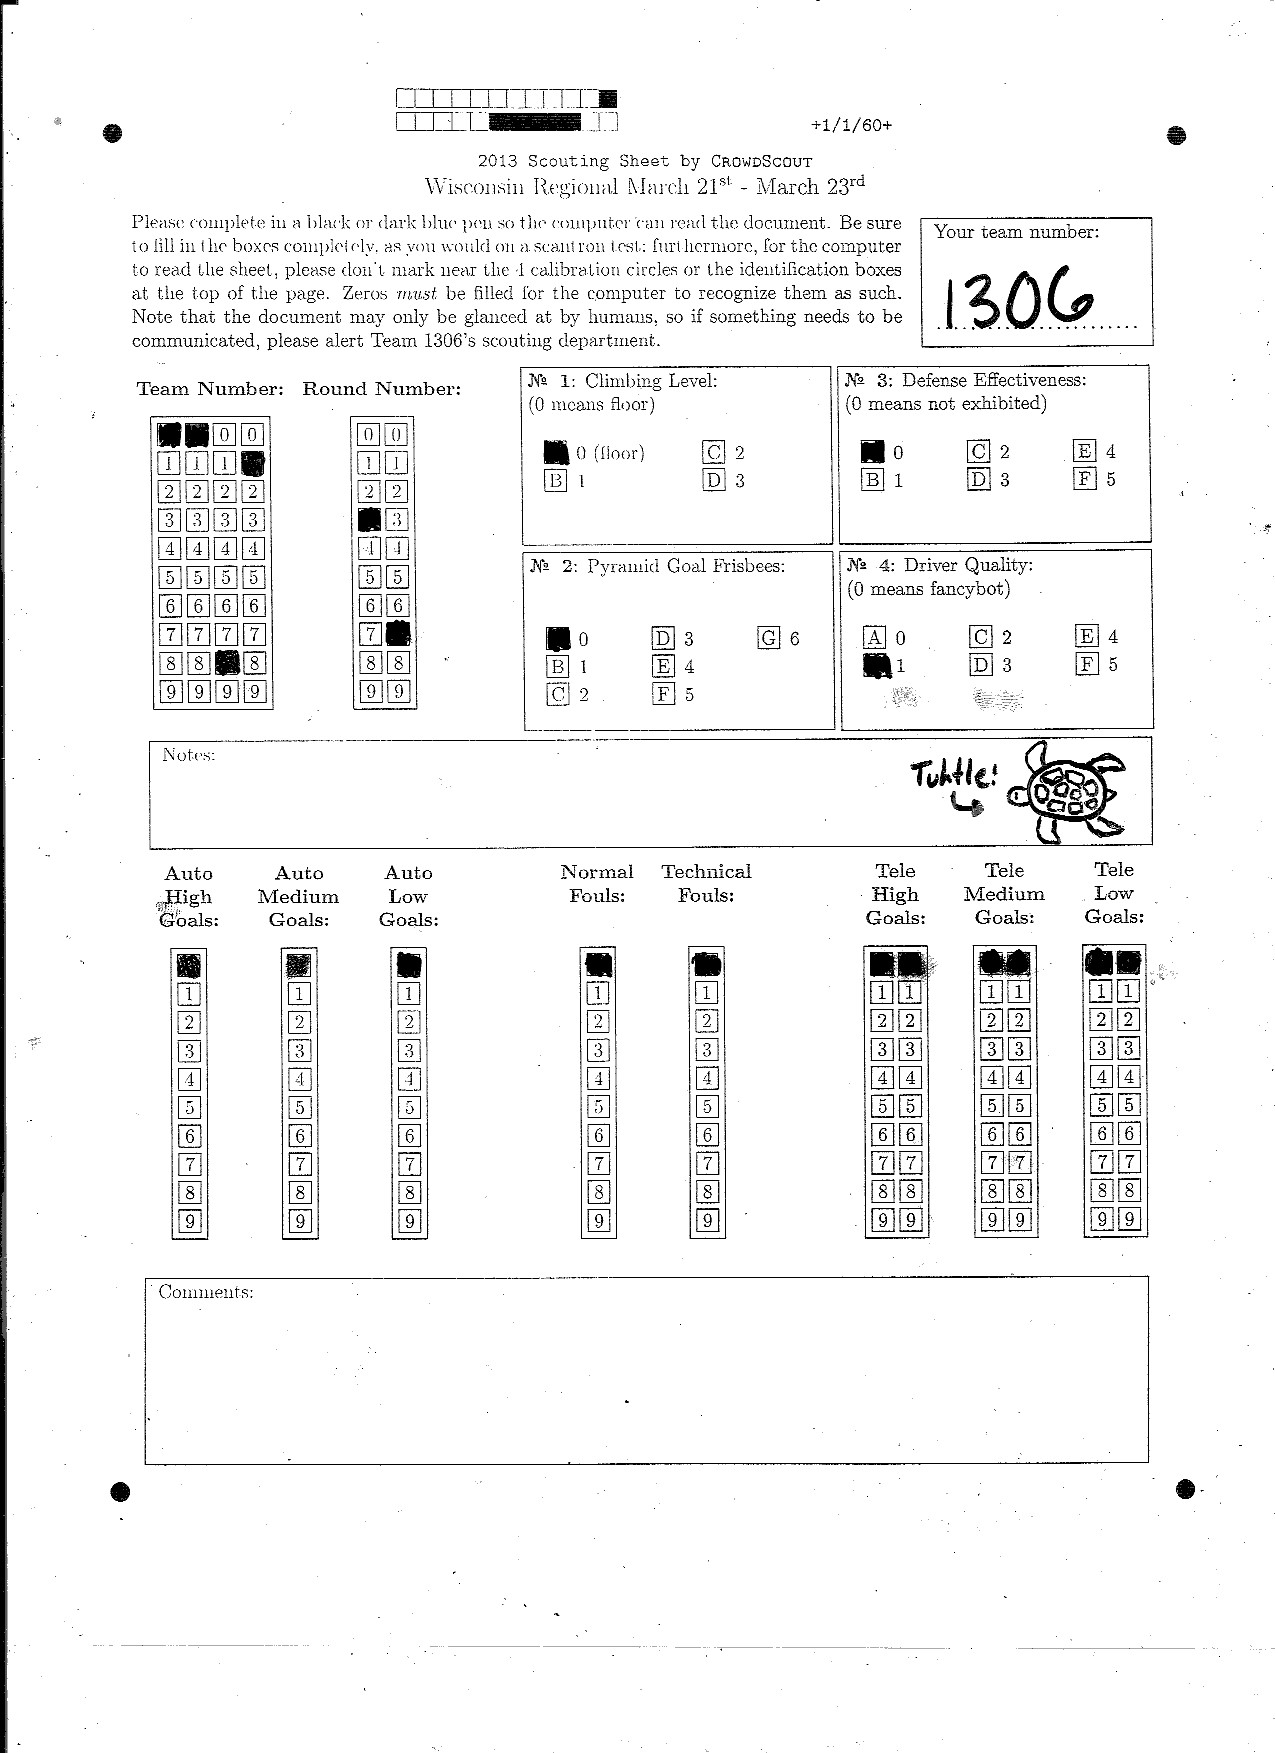 +1/1/60+
2013 Scouting Sheet by CROWDSCOUT
Wisconsin Regional March 21st - March 23rd
Please complete in a black or dark blue pen so the computer can read the document. Be sure
to fill in the boxes completely, as you would on a scantron test; furthermore, for the computer
to read the sheet, please don't mark near the 4 calibration circles or the identification boxes
at the top of the page. Zeros must be filled for the computer to recognize them as such.
Note that the document may only be glanced at by humans, so if something needs to be
communicated, please alert Team 1306's scouting department.
Your team number:
1306
Team Number: Round Number:
0 0 0 0
1 1 1 1 1
2 2 2 2 2 2
3 3 3 3 3
4 4 4 4 4 4
5 5 5 5 5 5
6 6 6 6 6 6
7 7 7 7 7
8 8 8 8 8
9 9 9 9 9 9
№ 1: Climbing Level:
(0 means floor)
0 (floor) C 2
B 1 D 3
№ 3: Defense Effectiveness:
(0 means not exhibited)
0 C 2 E 4
B 1 D 3 F 5
№ 2: Pyramid Goal Frisbees:
0 D 3 G 6
B 1 E 4
C 2 F 5
№ 4: Driver Quality:
(0 means fancybot)
A 0 C 2 E 4
1 D 3 F 5
Notes:
Turtle!
Auto High Goals:
Auto Medium Goals:
Auto Low Goals:
Normal Fouls:
Technical Fouls:
Tele High Goals:
Tele Medium Goals:
Tele Low Goals:
1 1 1 1 1 1 1 1 1 1 1
2 2 2 2 2 2 2 2 2 2 2
3 3 3 3 3 3 3 3 3 3 3
4 4 4 4 4 4 4 4 4 4 4
5 5 5 5 5 5 5 5 5 5 5
6 6 6 6 6 6 6 6 6 6 6
7 7 7 7 7 7 7 7 7 7 7
8 8 8 8 8 8 8 8 8 8 8
9 9 9 9 9 9 9 9 9 9 9
Comments: